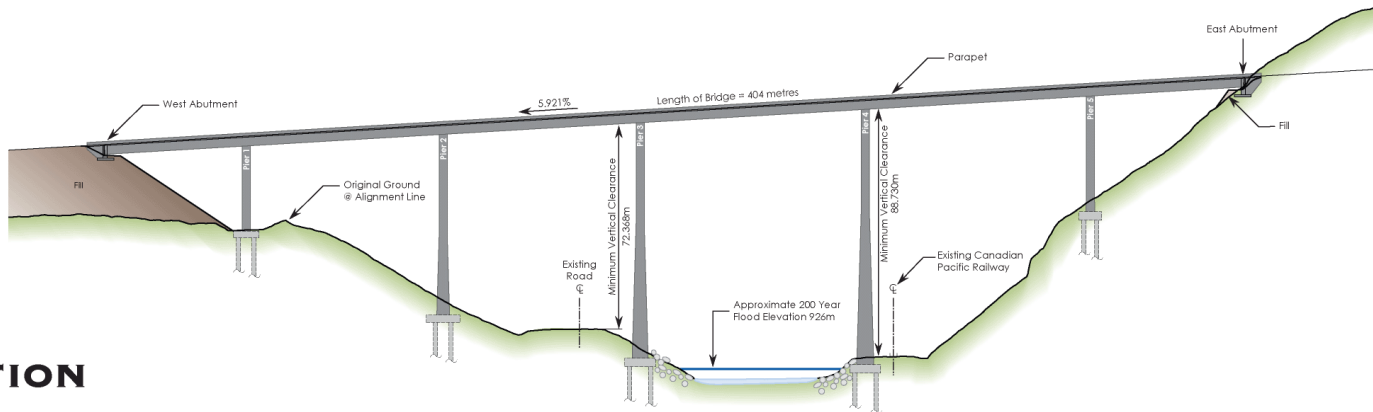 East Abutment
Parapet
West Abutment
5.921%
Length of Bridge = 404 metres
Pier 1
Pier 2
Pier 3
Pier 4
Pier 5
Fill
Fill
Original Ground
@ Alignment Line
Minimum Vertical Clearance
72.368m
Minimum Vertical Clearance
88.730m
Existing
Road
Existing Canadian
Pacific Railway
Approximate 200 Year
Flood Elevation 926m
TION